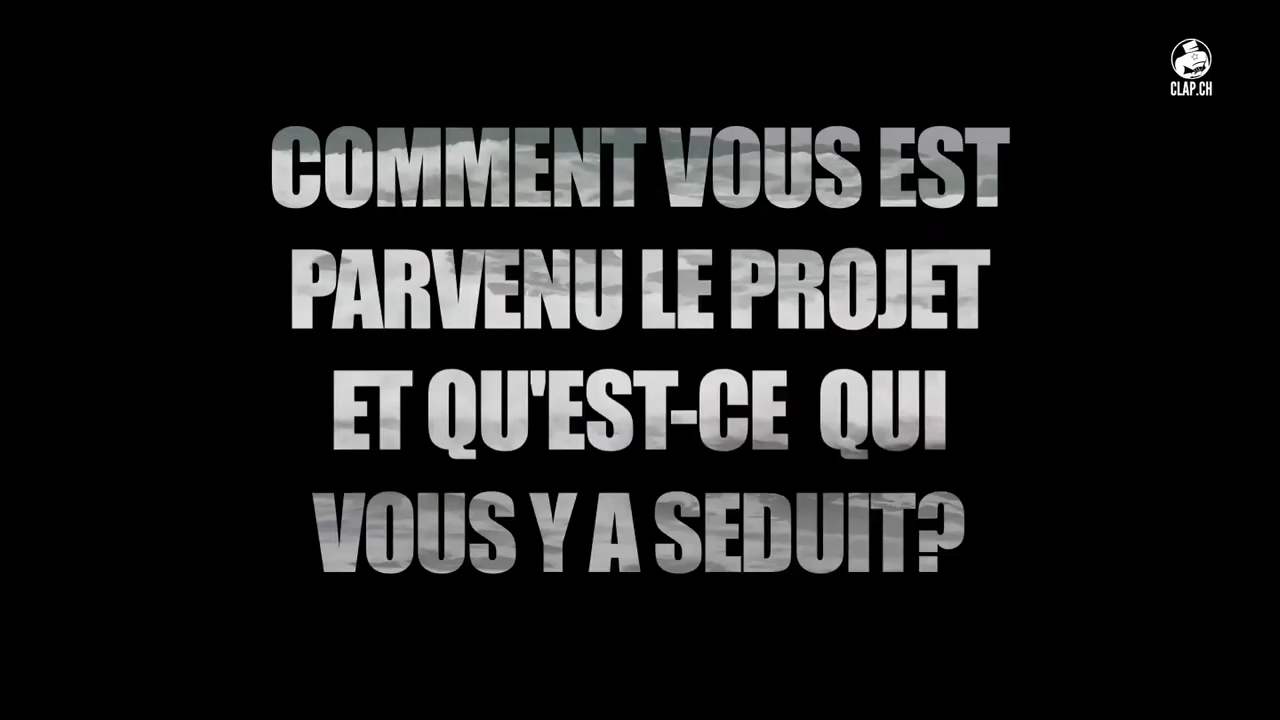 CLAP.CH
COMMENT VOUS EST
PARVENU LE PROJET
ET QU'EST-CE QUI
VOUS Y A SEDUIT?